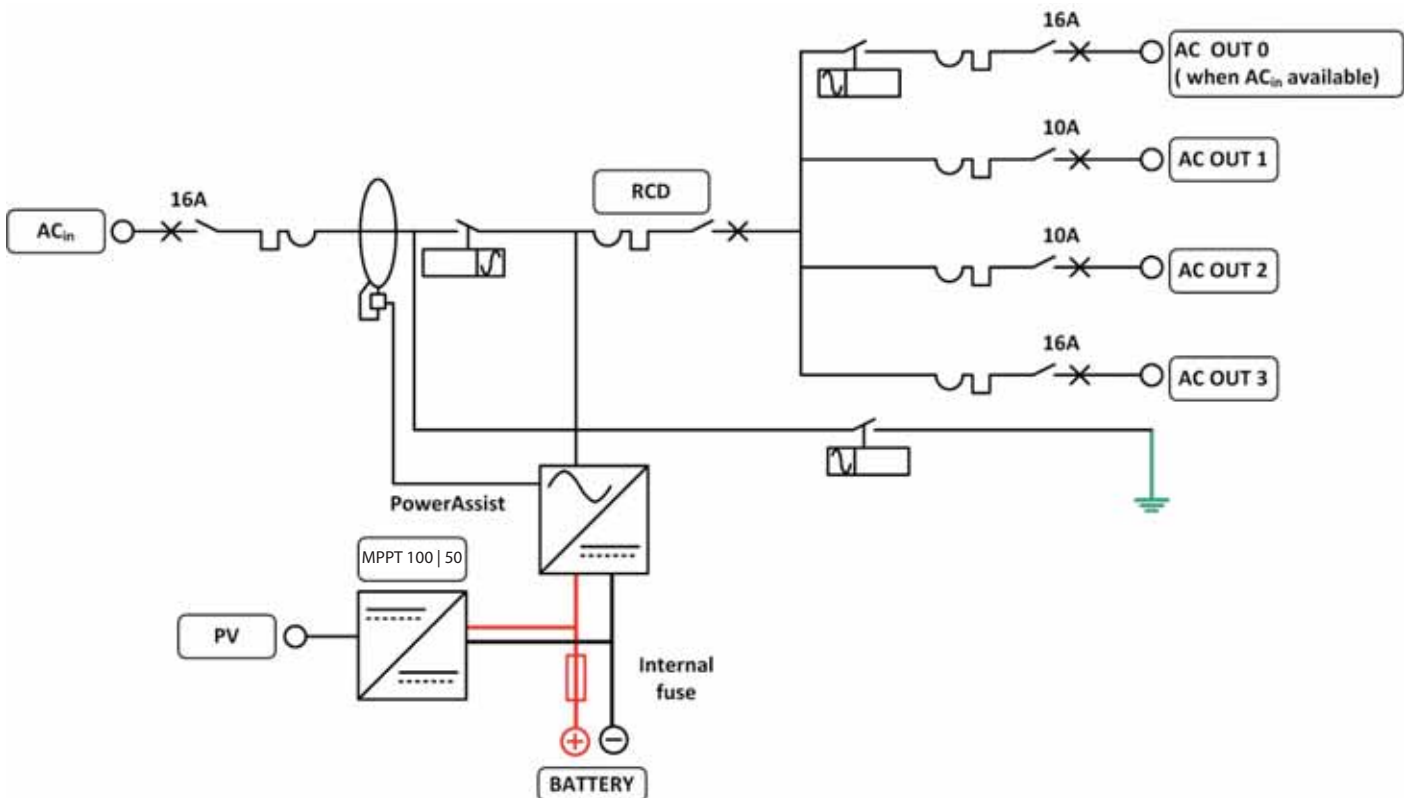 16A
AC OUT 0
( when ACin available)
10A
AC OUT 1
16A
RCD
ACin
10A
AC OUT 2
16A
AC OUT 3
PowerAssist
MPPT 100 | 50
PV
Internal
fuse
BATTERY